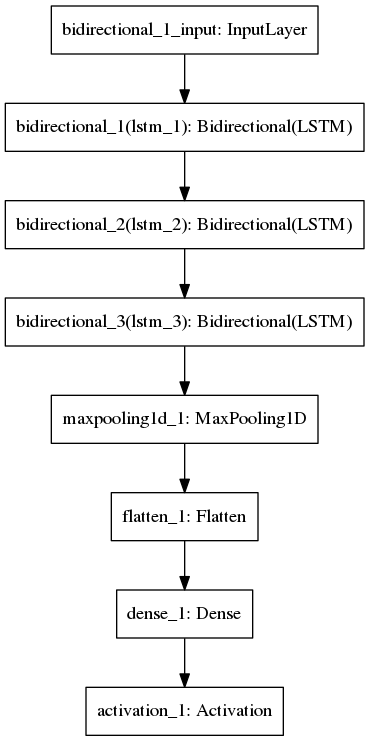 bidirectional_1_input: InputLayer
bidirectional_1(lstm_1): Bidirectional(LSTM)
bidirectional_2(lstm_2): Bidirectional(LSTM)
bidirectional_3(lstm_3): Bidirectional(LSTM)
maxpooling1d_1: MaxPooling1D
flatten_1: Flatten
dense_1: Dense
activation_1: Activation